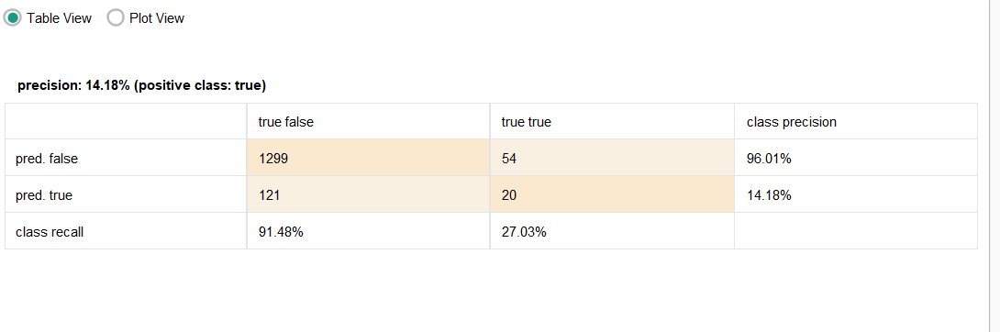 Table View Plot View
precision: 14.18% (positive class: true)
true false true true class precision
pred. false 1299 54 96.01%
pred. true 121 20 14.18%
class recall 91.48% 27.03%